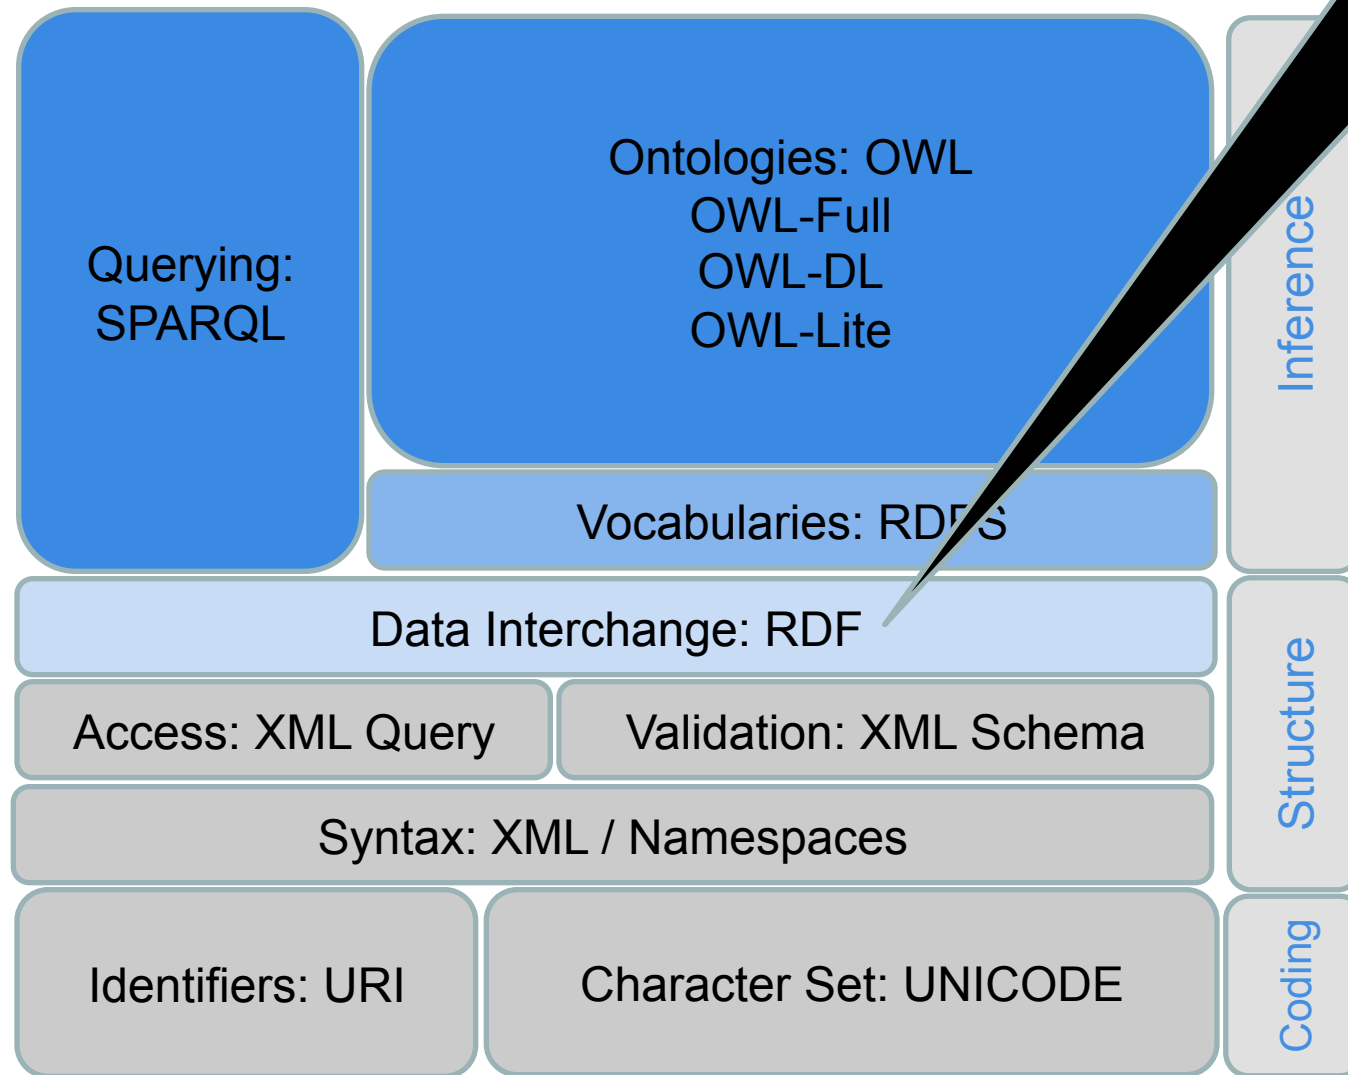 Querying:
SPARQL
Ontologies: OWL
OWL-Full
OWL-DL
OWL-Lite
Inference
Vocabularies: RDFS
Data Interchange: RDF
Structure
Access: XML Query
Validation: XML Schema
Syntax: XML / Namespaces
Identifiers: URI
Character Set: UNICODE
Coding